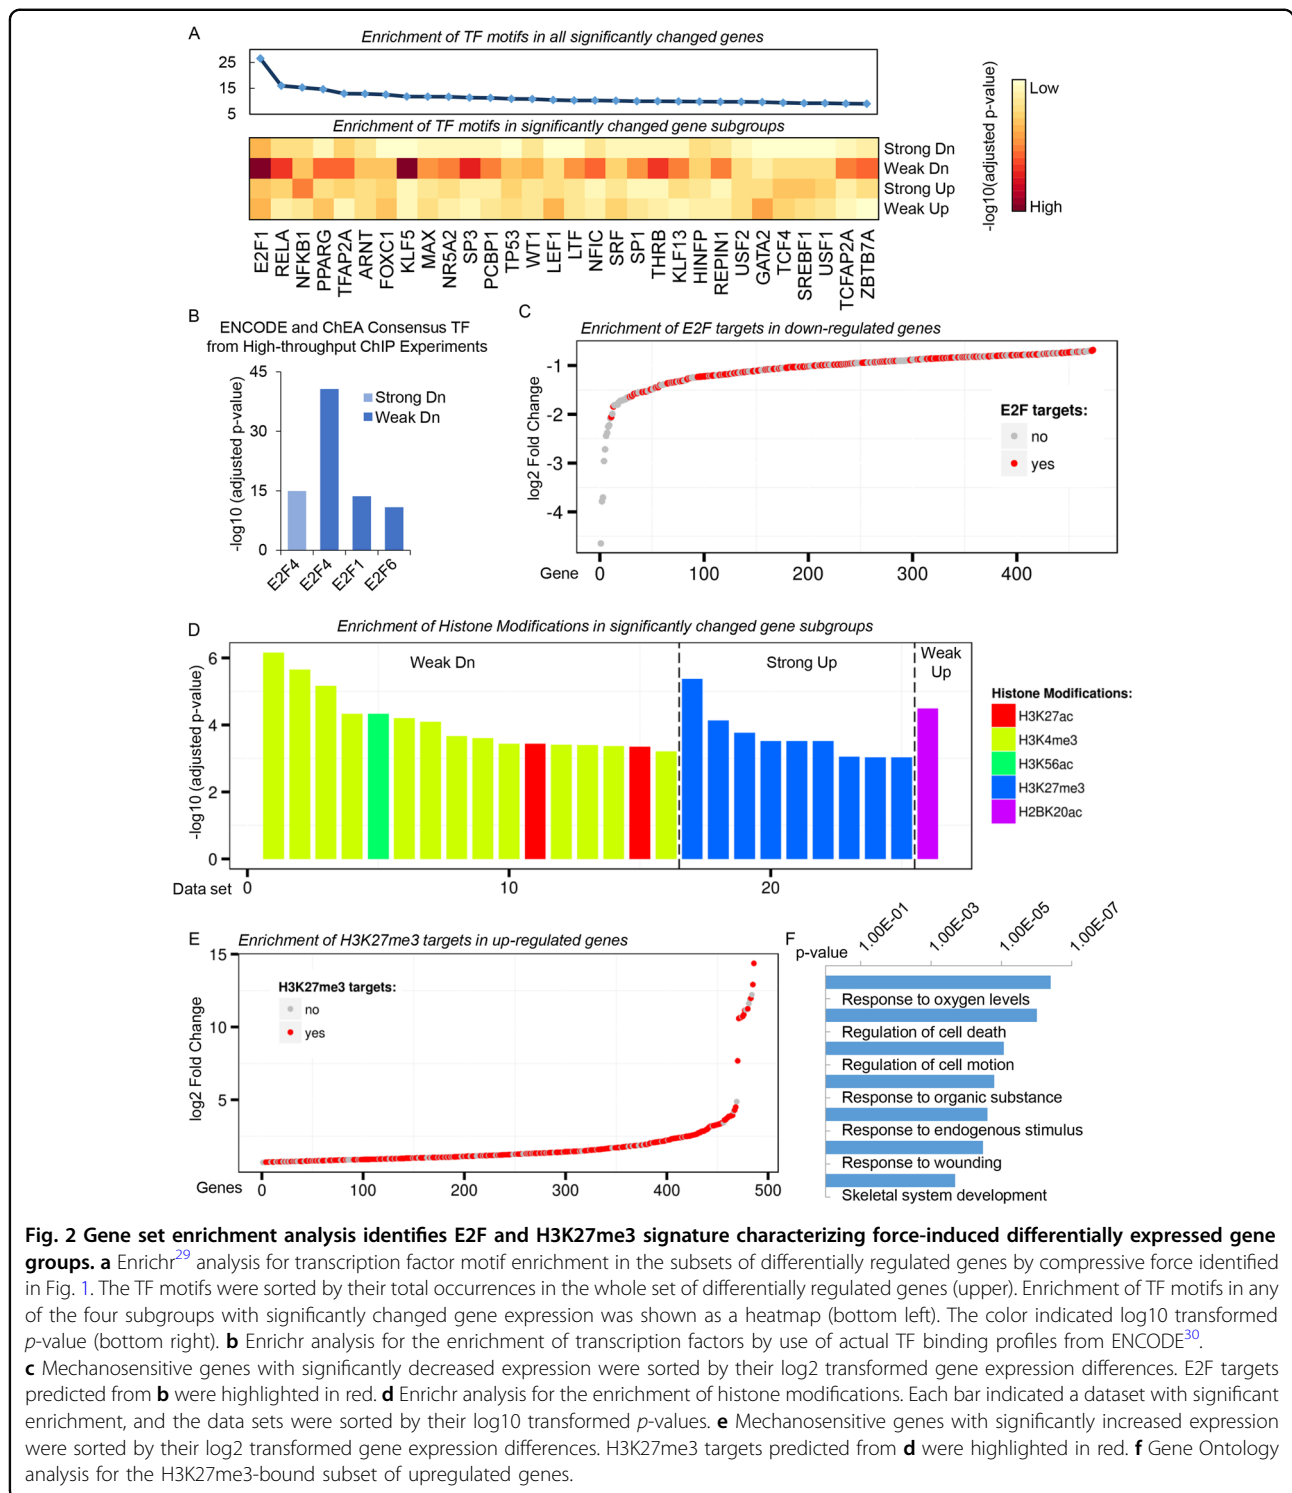 A
Enrichment of TF motifs in all significantly changed genes
25
15
5
Enrichment of TF motifs in significantly changed gene subgroups
Strong Dn
Weak Dn
Strong Up
Weak Up
-log10(adjusted p-value)
Low
High
E2F1
RELA
NFKB1
PPARG
TFAP2A
ARNT
FOXC1
KLF5
MAX
NR5A2
SP3
PCBP1
TP53
WT1
LEF1
LTF
NFIC
SRF
SP1
THRB
KLF13
HINFP
REPIN1
USF2
GATA2
TCF4
SREBF1
USF1
TCFAP2A
ZBTB7A
B
ENCODE and ChEA Consensus TF
from High-throughput ChIP Experiments
-log10 (adjusted p-value)
45
30
15
0
Strong Dn
Weak Dn
E2F4
E2F4
E2F1
E2F6
C
Enrichment of E2F targets in down-regulated genes
log2 Fold Change
-1
-2
-3
-4
E2F targets:
no
yes
Gene
0
100
200
300
400
D
Enrichment of Histone Modifications in significantly changed gene subgroups
-log10 (adjusted p-value)
6
4
2
0
Weak Dn
Strong Up
Weak
Up
Histone Modifications:
H3K27ac
H3K4me3
H3K56ac
H3K27me3
H2BK20ac
Data set
0
10
20
E
Enrichment of H3K27me3 targets in up-regulated genes
log2 Fold Change
15
10
5
H3K27me3 targets:
no
yes
Genes
0
100
200
300
400
500
F
p-value
1.00E-01
1.00E-03
1.00E-05
1.00E-07
Response to oxygen levels
Regulation of cell death
Regulation of cell motion
Response to organic substance
Response to endogenous stimulus
Response to wounding
Skeletal system development
Fig. 2 Gene set enrichment analysis identifies E2F and H3K27me3 signature characterizing force-induced differentially expressed gene
groups. a Enrichr29 analysis for transcription factor motif enrichment in the subsets of differentially regulated genes by compressive force identified
in Fig. 1. The TF motifs were sorted by their total occurrences in the whole set of differentially regulated genes (upper). Enrichment of TF motifs in any
of the four subgroups with significantly changed gene expression was shown as a heatmap (bottom left). The color indicated log10 transformed
p-value (bottom right). b Enrichr analysis for the enrichment of transcription factors by use of actual TF binding profiles from ENCODE30.
c Mechanosensitive genes with significantly decreased expression were sorted by their log2 transformed gene expression differences. E2F targets
predicted from b were highlighted in red. d Enrichr analysis for the enrichment of histone modifications. Each bar indicated a dataset with significant
enrichment, and the data sets were sorted by their log10 transformed p-values. e Mechanosensitive genes with significantly increased expression
were sorted by their log2 transformed gene expression differences. H3K27me3 targets predicted from d were highlighted in red. f Gene Ontology
analysis for the H3K27me3-bound subset of upregulated genes.